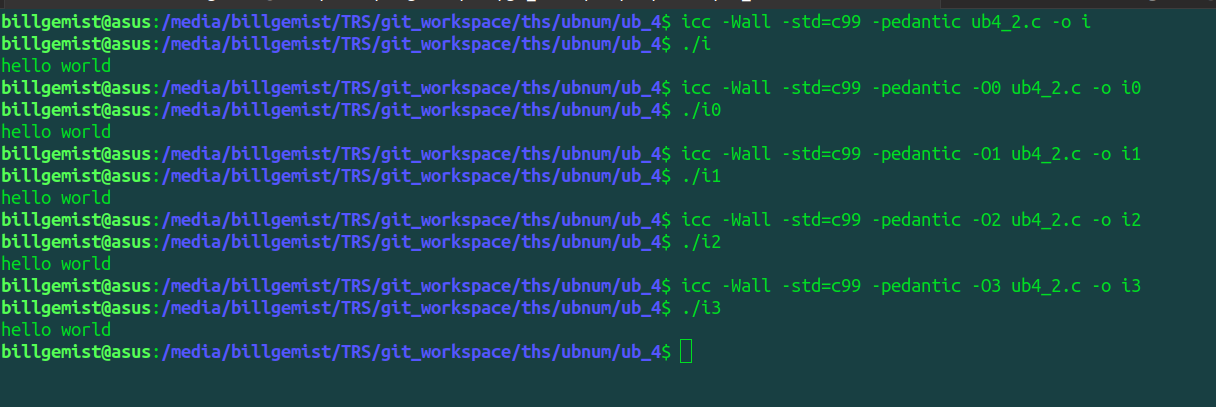 billgemist@asus:/media/billgemist/TRS/git_workspace/ths/ubnum/ub_4$ icc -Wall -std=c99 -pedantic ub4_2.c -o i
billgemist@asus:/media/billgemist/TRS/git_workspace/ths/ubnum/ub_4$ ./i
hello world
billgemist@asus:/media/billgemist/TRS/git_workspace/ths/ubnum/ub_4$ icc -Wall -std=c99 -pedantic -O0 ub4_2.c -o i0
billgemist@asus:/media/billgemist/TRS/git_workspace/ths/ubnum/ub_4$ ./i0
hello world
billgemist@asus:/media/billgemist/TRS/git_workspace/ths/ubnum/ub_4$ icc -Wall -std=c99 -pedantic -O1 ub4_2.c -o i1
billgemist@asus:/media/billgemist/TRS/git_workspace/ths/ubnum/ub_4$ ./i1
hello world
billgemist@asus:/media/billgemist/TRS/git_workspace/ths/ubnum/ub_4$ icc -Wall -std=c99 -pedantic -O2 ub4_2.c -o i2
billgemist@asus:/media/billgemist/TRS/git_workspace/ths/ubnum/ub_4$ ./i2
hello world
billgemist@asus:/media/billgemist/TRS/git_workspace/ths/ubnum/ub_4$ icc -Wall -std=c99 -pedantic -O3 ub4_2.c -o i3
billgemist@asus:/media/billgemist/TRS/git_workspace/ths/ubnum/ub_4$ ./i3
hello world
billgemist@asus:/media/billgemist/TRS/git_workspace/ths/ubnum/ub_4$